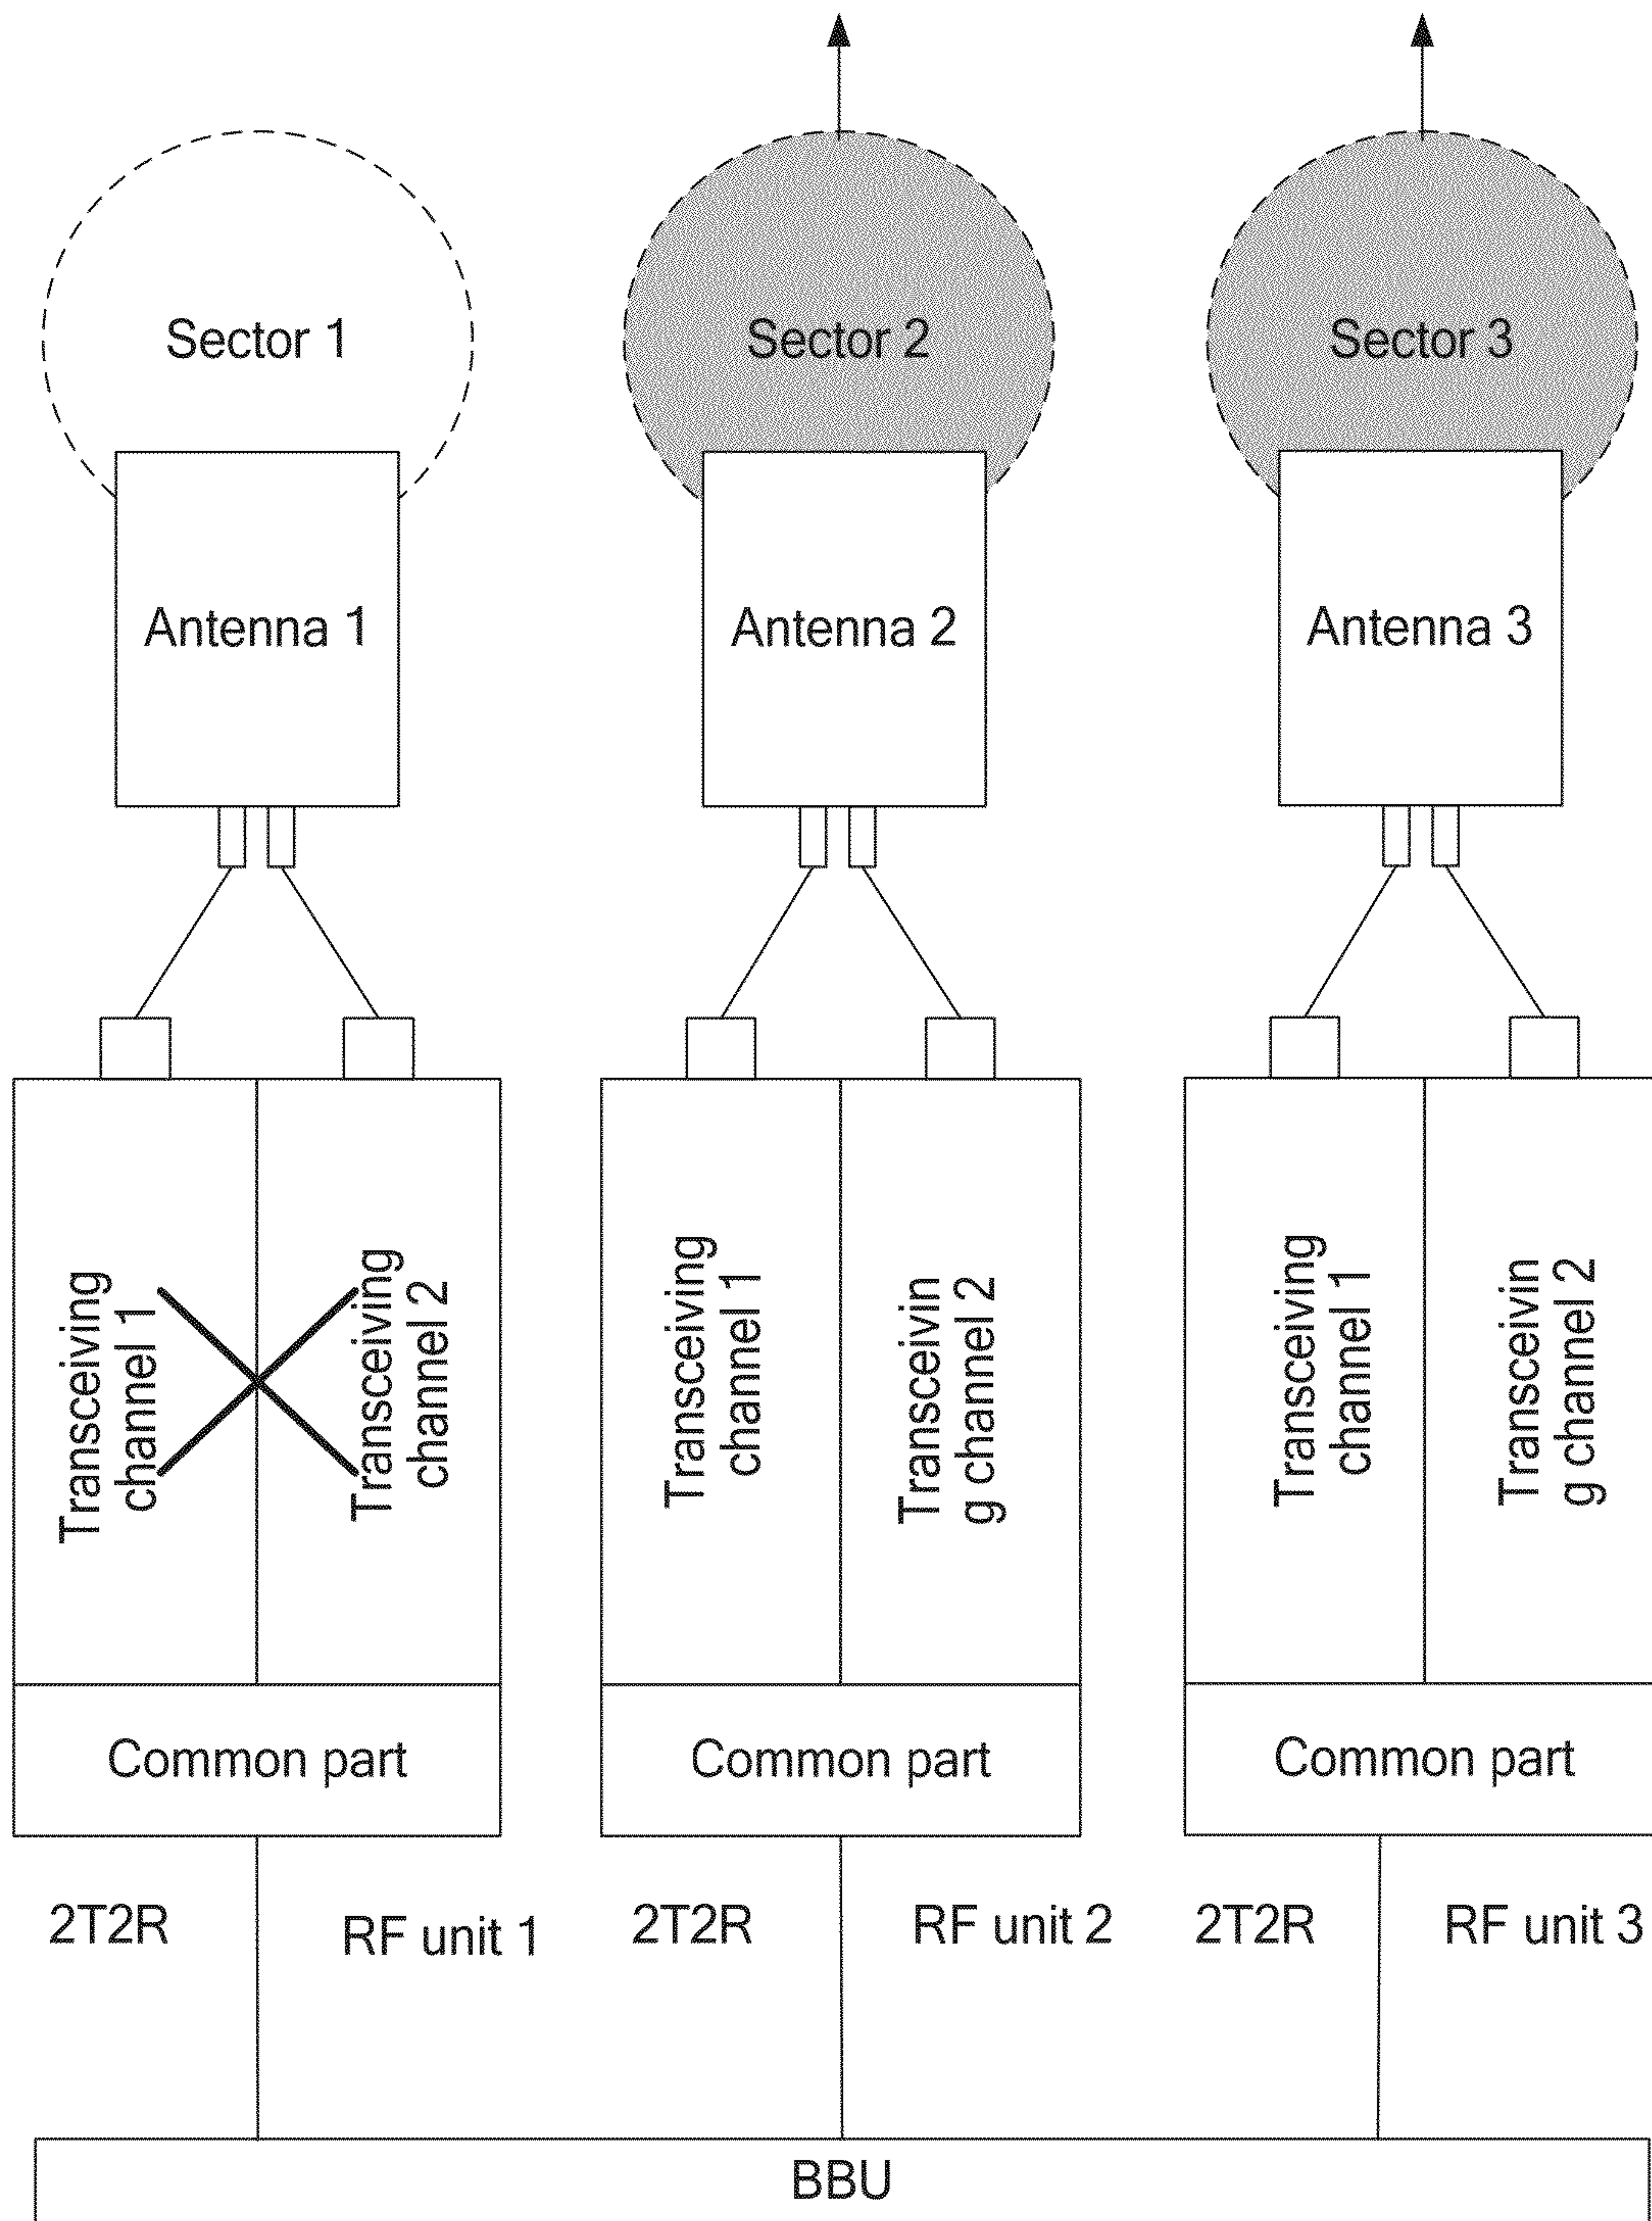 Sector 1
Sector 2
Sector 3
Antenna 1
Antenna 2
Antenna 3
Transceiving
channel 1
Transceiving
channel 2
Transceiving
channel 1
Transceivin
g channel 2
Transceiving
channel 1
Transceivin
g channel 2
Common part
Common part
Common part
2T2R
RF unit 1
2T2R
RF unit 2
2T2R
RF unit 3
BBU